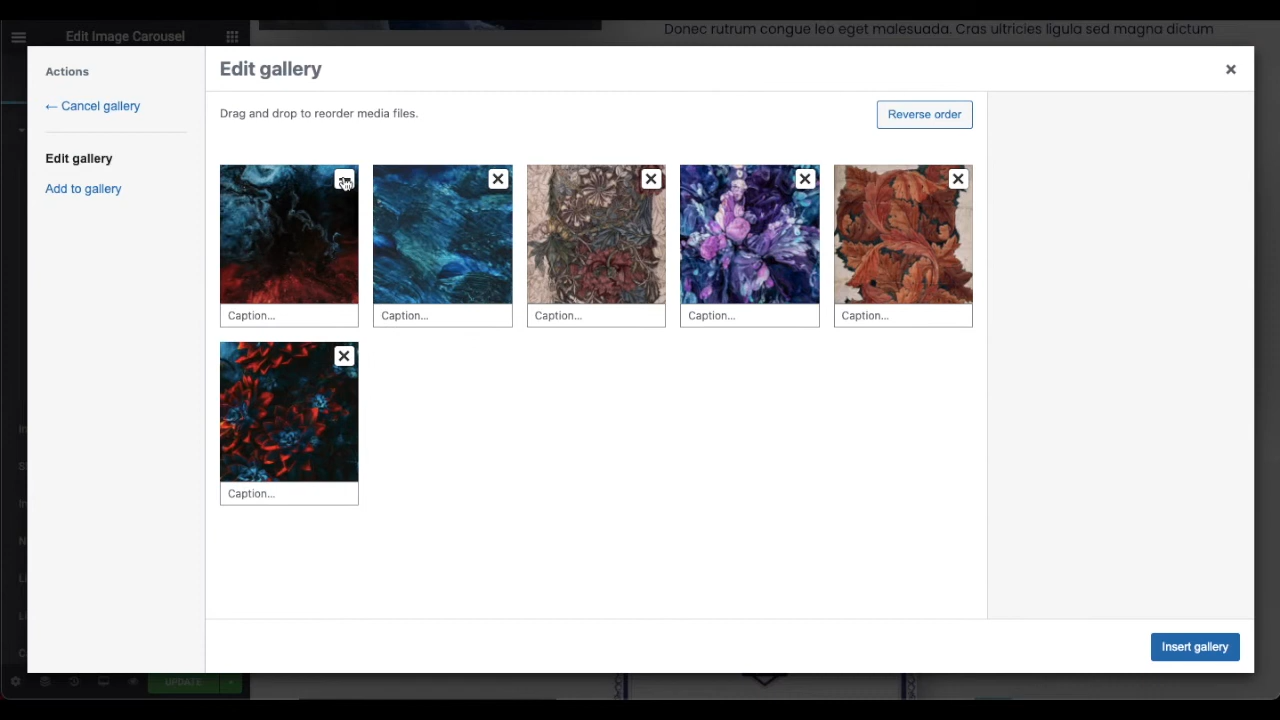 Edit Image Carousel
Donec rutrum congue leo eget malesuada. Cras ultricies ligula sed magna dictum
Actions
Edit gallery
← Cancel gallery
Drag and drop to reorder media files.
Reverse order
Edit gallery
Add to gallery
Caption...
Caption...
Caption...
Caption...
Caption...
Caption...
Insert gallery
UPDATE